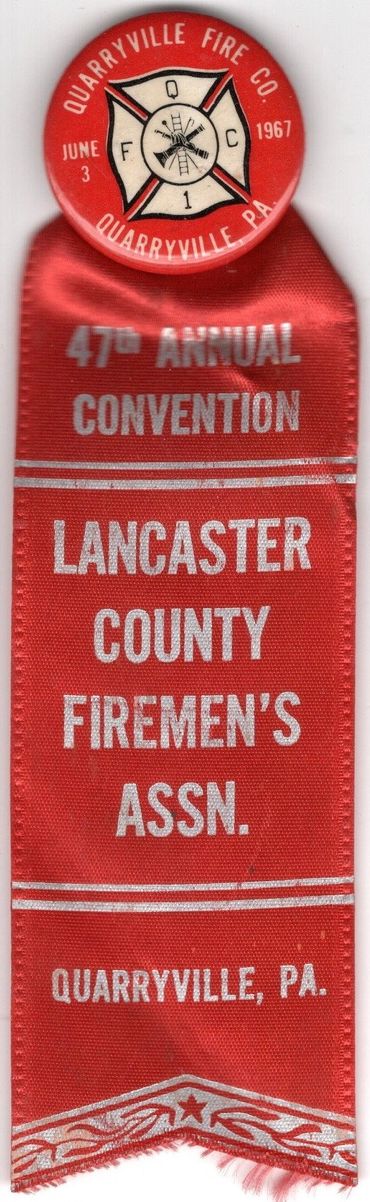 QUARRYVILLE FIRE CO.
JUNE 3
1967
Q
F C
1
QUARRYVILLE, PA.
47th ANNUAL
CONVENTION
LANCASTER
COUNTY
FIREMEN'S
ASSN.
QUARRYVILLE, PA.